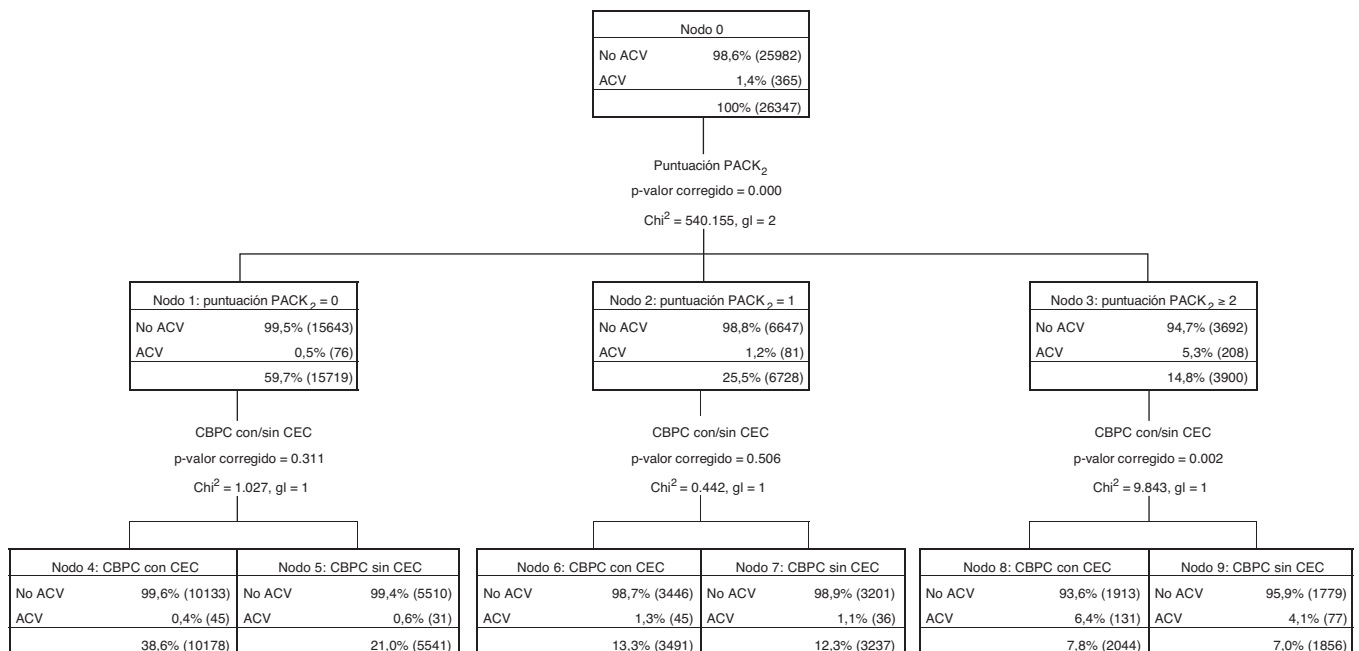 Nodo 0
No ACV 98,6% (25982)
ACV 1,4% (365)
100% (26347)
Puntuación PACK2
p-valor corregido = 0.000
Chi2 = 540.155, gl = 2
Nodo 1: puntuación PACK2 = 0
No ACV 99,5% (15643)
ACV 0,5% (76)
59,7% (15719)
CBPC con/sin CEC
p-valor corregido = 0.311
Chi2 = 1.027, gl = 1
Nodo 2: puntuación PACK2 = 1
No ACV 98,8% (6647)
ACV 1,2% (81)
25,5% (6728)
CBPC con/sin CEC
p-valor corregido = 0.506
Chi2 = 0.442, gl = 1
Nodo 3: puntuación PACK2 ≥ 2
No ACV 94,7% (3692)
ACV 5,3% (208)
14,8% (3900)
CBPC con/sin CEC
p-valor corregido = 0.002
Chi2 = 9.843, gl = 1
Nodo 4: CBPC con CEC
No ACV 99,6% (10133)
ACV 0,4% (45)
38,6% (10178)
Nodo 5: CBPC sin CEC
No ACV 99,4% (5510)
ACV 0,6% (31)
21,0% (5541)
Nodo 6: CBPC con CEC
No ACV 98,7% (3446)
ACV 1,3% (45)
13,3% (3491)
Nodo 7: CBPC sin CEC
No ACV 98,9% (3201)
ACV 1,1% (36)
12,3% (3237)
Nodo 8: CBPC con CEC
No ACV 93,6% (1913)
ACV 6,4% (131)
7,8% (2044)
Nodo 9: CBPC sin CEC
No ACV 95,9% (1779)
ACV 4,1% (77)
7,0% (1856)